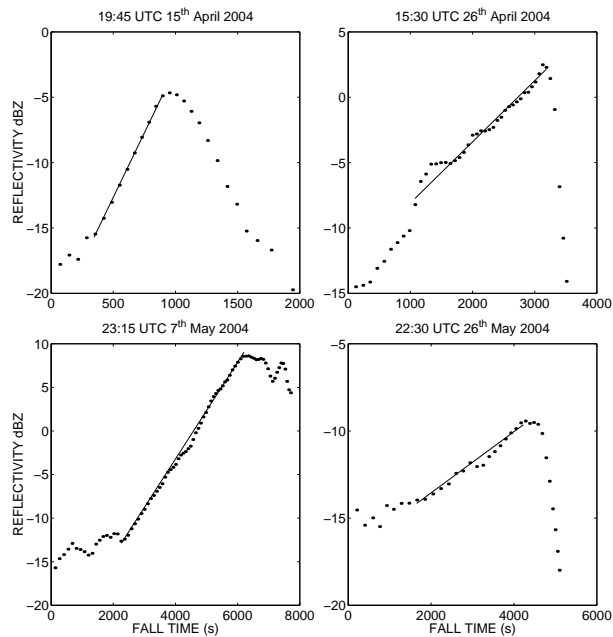 19:45 UTC 15th April 2004
15:30 UTC 26th April 2004
REFLECTIVITY dBZ
0
−5
−10
−15
−20
0 500 1000 1500 2000
5
0
−5
−10
−15
0 1000 2000 3000 4000
23:15 UTC 7th May 2004
22:30 UTC 26th May 2004
REFLECTIVITY dBZ
10
5
0
−5
−10
−15
−20
0 2000 4000 6000 8000
FALL TIME (s)
−5
−10
−15
−20
0 2000 4000 6000
FALL TIME (s)